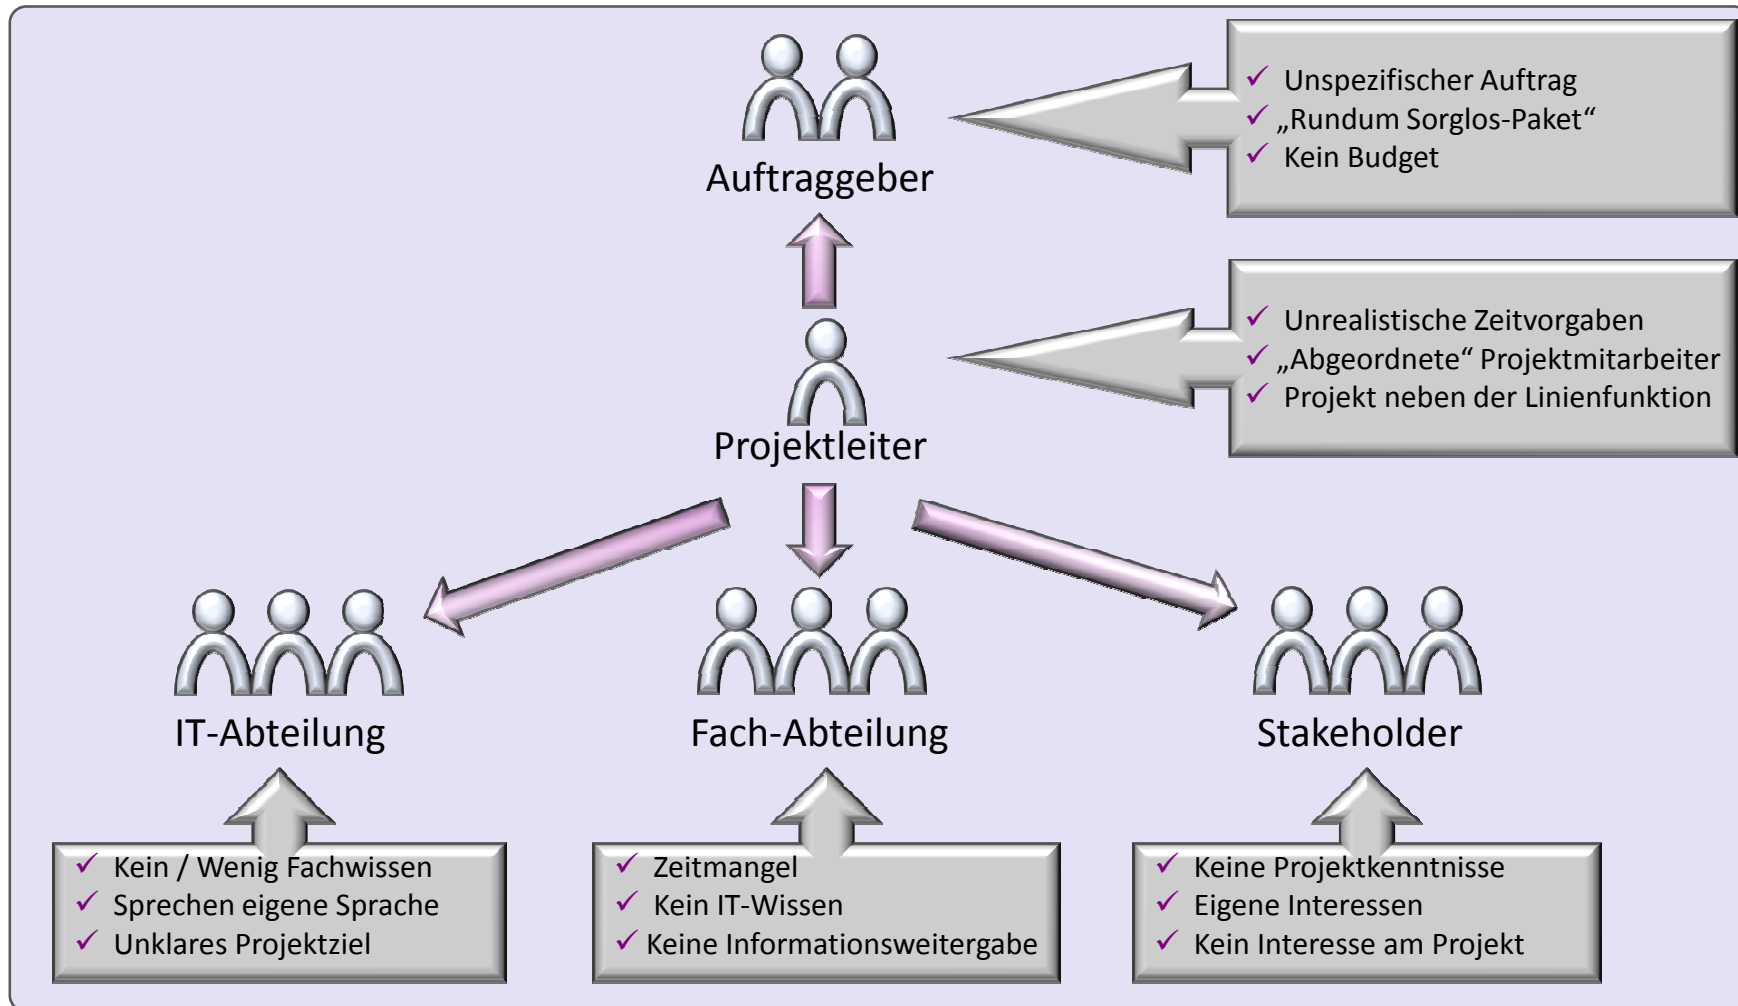 Auftraggeber
Unspezifischer Auftrag
„Rundum Sorglos-Paket“
Kein Budget
Projektleiter
Unrealistische Zeitvorgaben
„Abgeordnete“ Projektmitarbeiter
Projekt neben der Linienfunktion
IT-Abteilung
Fach-Abteilung
Stakeholder
Kein / Wenig Fachwissen
Sprechen eigene Sprache
Unklares Projektziel
Zeitmangel
Kein IT-Wissen
Keine Informationsweitergabe
Keine Projektkenntnisse
Eigene Interessen
Kein Interesse am Projekt